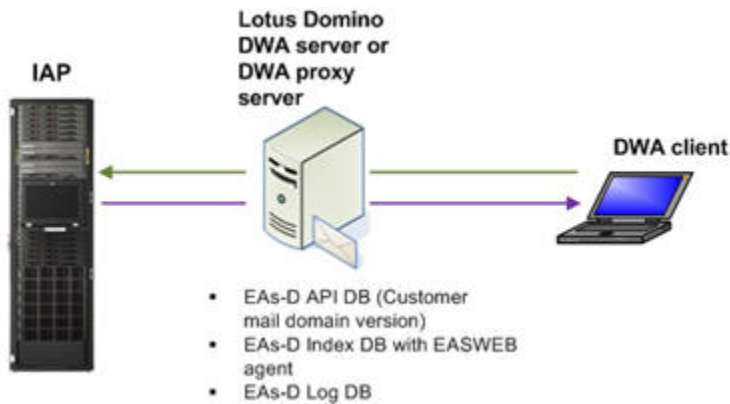 Lotus Domino
DWA server or
DWA proxy
server
IAP
DWA client
▪ EAs-D API DB (Customer
mail domain version)
▪ EAs-D Index DB with EASWEB
agent
▪ EAs-D Log DB